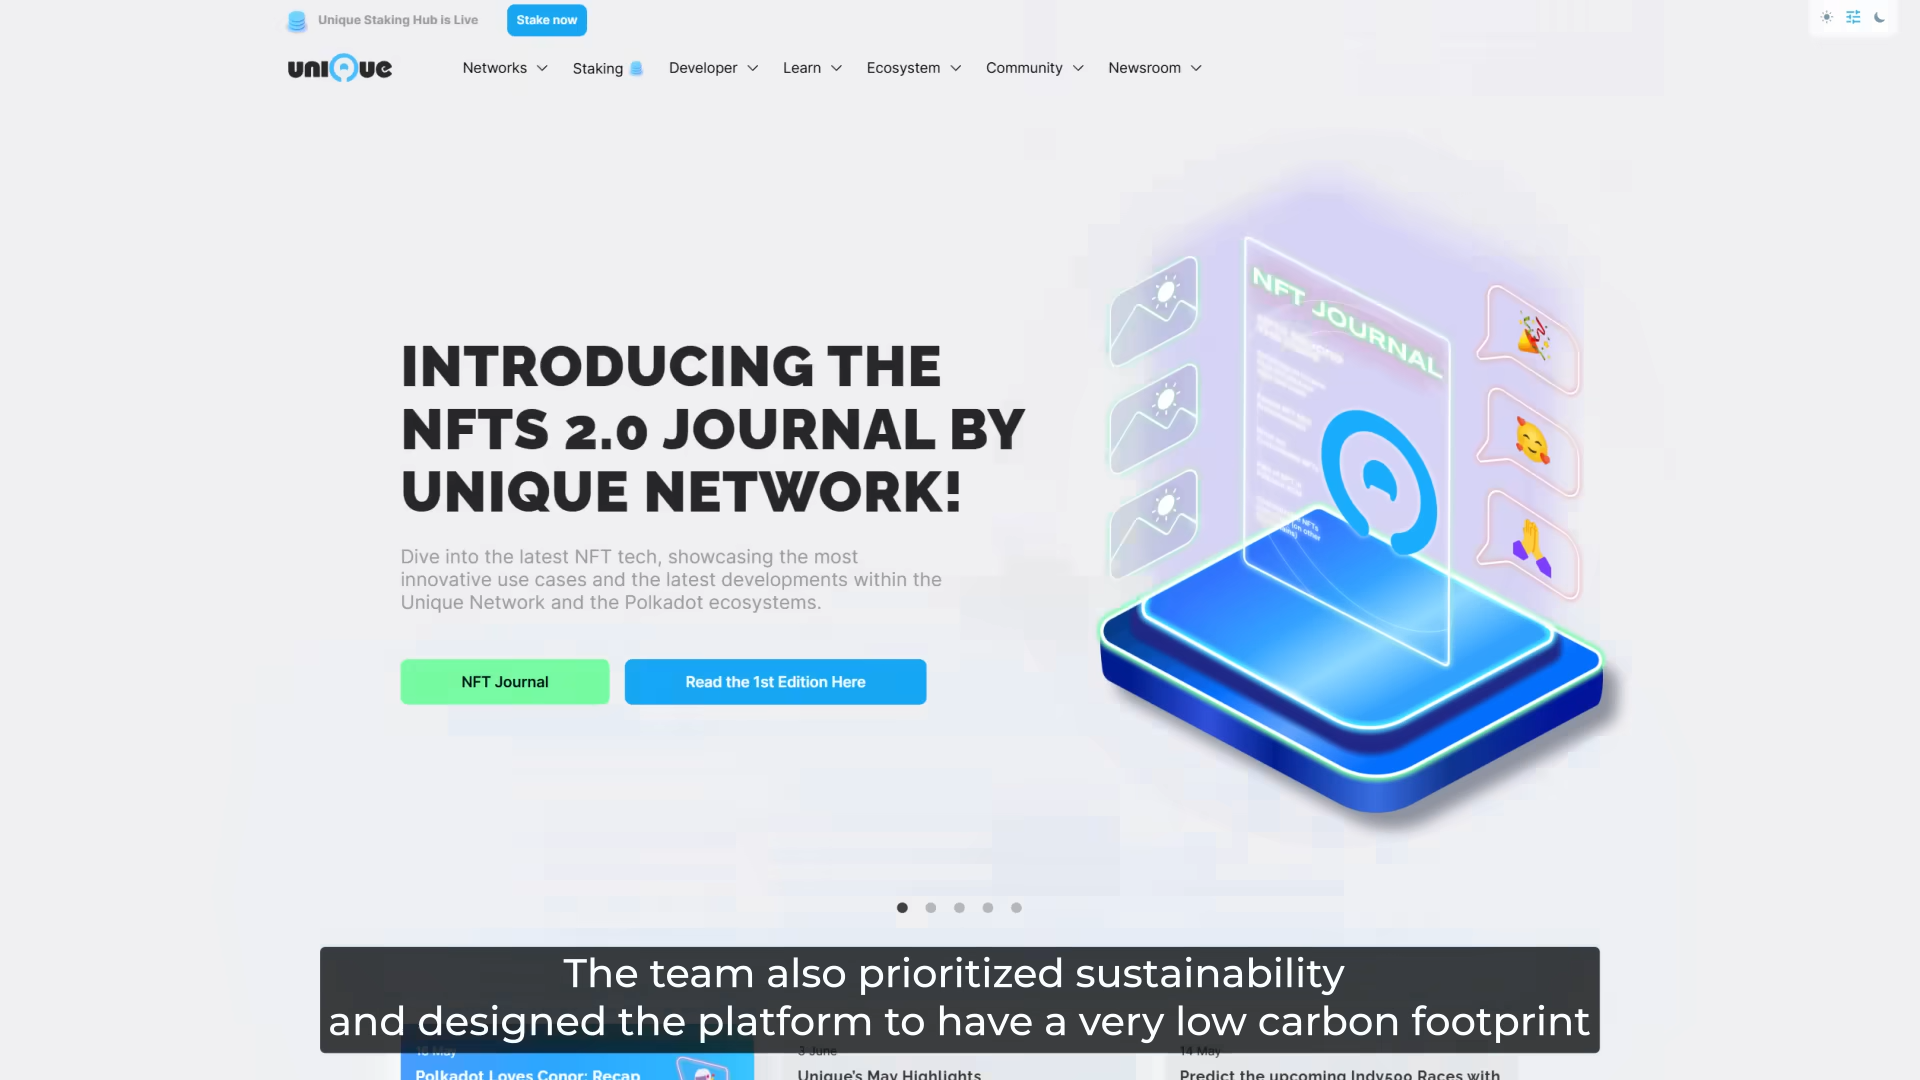 Unique Staking Hub is Live
Stake now
UNIQUE
Networks
Staking
Developer
Learn
Ecosystem
Community
Newsroom
NFT JOURNAL
INTRODUCING THE
NFTS 2.0 JOURNAL BY
UNIQUE NETWORK!
Dive into the latest NFT tech, showcasing the most
innovative use cases and the latest developments within the
Unique Network and the Polkadot ecosystems.
NFT Journal
Read the 1st Edition Here
The team also prioritized sustainability
and designed the platform to have a very low carbon footprint
16 May
3 June
14 May
Polkadot Loves Conor: Recap
Unique's May Highlights
Predict the upcoming Indy500 Races with